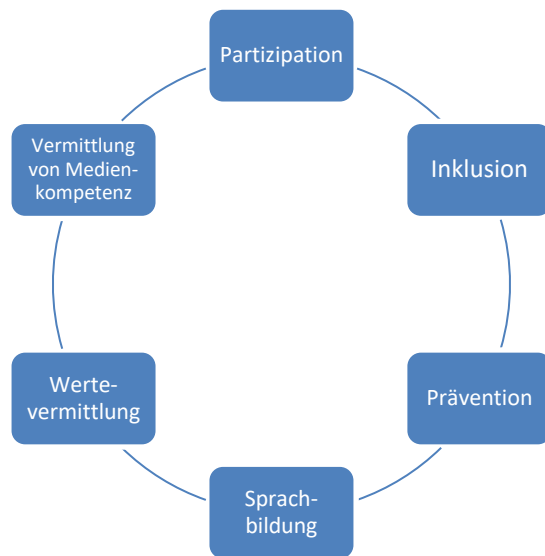 Partizipation
Inklusion
Prävention
Sprach-
bildung
Werte-
vermittlung
Vermittlung
von Medien-
kompetenz